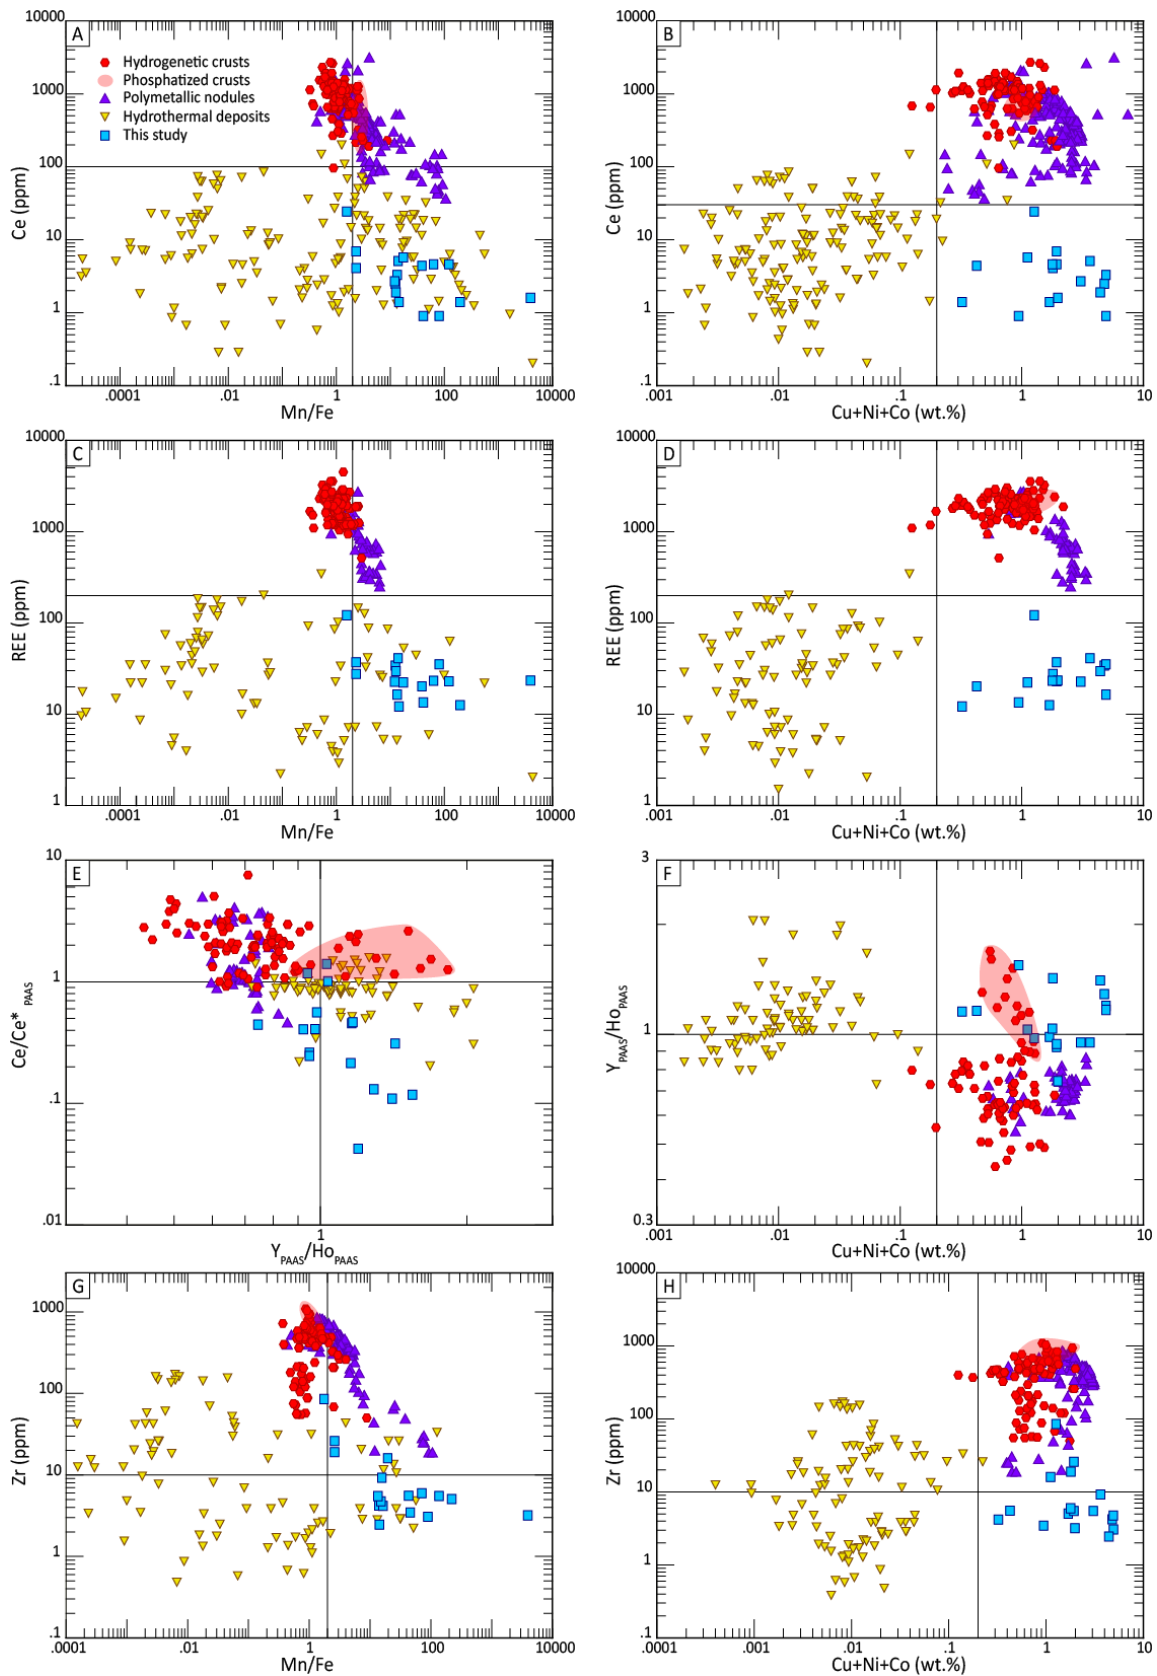 A
Hydrogenetic crusts
Phosphatized crusts
Polymetallic nodules
Hydrothermal deposits
This study
10000
1000
100
10
1
.1
Ce (ppm)
.0001
.01
1
100
10000
Mn/Fe
B
10000
1000
100
10
1
.1
Ce (ppm)
.001
.01
.1
1
10
Cu+Ni+Co (wt.%)
C
10000
1000
100
10
1
REE (ppm)
.0001
.01
1
100
10000
Mn/Fe
D
10000
1000
100
10
1
REE (ppm)
.001
.01
.1
1
10
Cu+Ni+Co (wt.%)
E
10
1
.1
.01
Ce/Ce* PAAS
1
YPAAS/HoPAAS
F
3
1
0.3
YPAAS/HoPAAS
.001
.01
.1
1
10
Cu+Ni+Co (wt.%)
G
1000
100
10
1
.1
Zr (ppm)
.0001
.01
1
100
10000
Mn/Fe
H
10000
1000
100
10
1
.1
Zr (ppm)
.0001
.001
.01
.1
1
10
Cu+Ni+Co (wt.%)